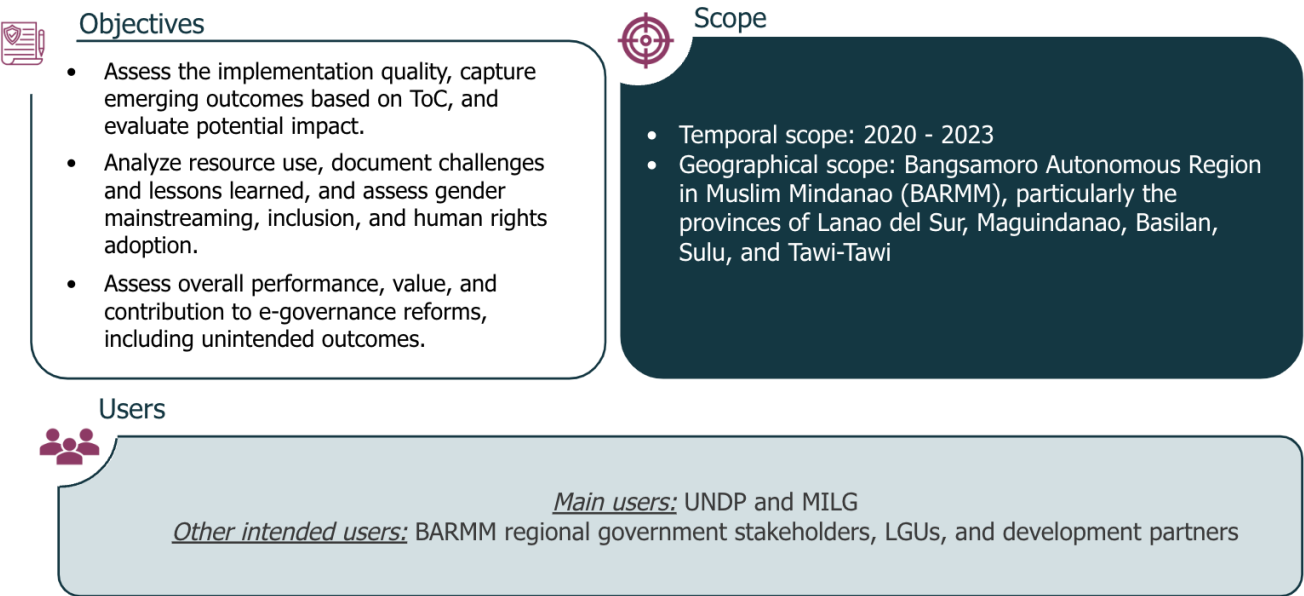 Objectives
• Assess the implementation quality, capture
emerging outcomes based on ToC, and
evaluate potential impact.
• Analyze resource use, document challenges
and lessons learned, and assess gender
mainstreaming, inclusion, and human rights
adoption.
• Assess overall performance, value, and
contribution to e-governance reforms,
including unintended outcomes.
Scope
• Temporal scope: 2020 - 2023
• Geographical scope: Bangsamoro Autonomous Region
in Muslim Mindanao (BARMM), particularly the
provinces of Lanao del Sur, Maguindanao, Basilan,
Sulu, and Tawi-Tawi
Users
Main users: UNDP and MILG
Other intended users: BARMM regional government stakeholders, LGUs, and development partners